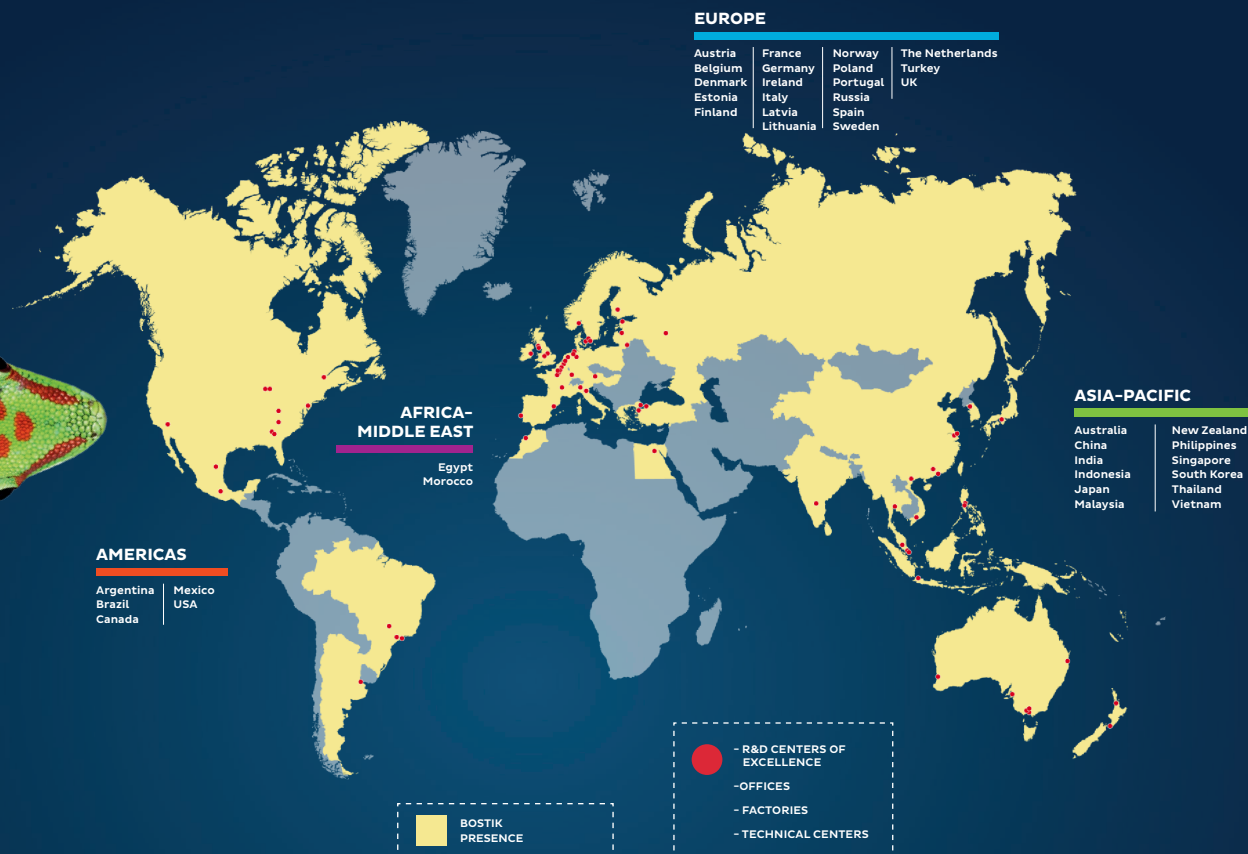 EUROPE
Austria
Belgium
Denmark
Estonia
Finland
France
Germany
Ireland
Italy
Latvia
Lithuania
Norway
Poland
Portugal
Russia
Spain
Sweden
The Netherlands
Turkey
UK
AFRICA-
MIDDLE EAST
Egypt
Morocco
ASIA-PACIFIC
Australia
China
India
Indonesia
Japan
Malaysia
New Zealand
Philippines
Singapore
South Korea
Thailand
Vietnam
AMERICAS
Argentina
Brazil
Canada
Mexico
USA
- R&D CENTERS OF
EXCELLENCE
-OFFICES
- FACTORIES
- TECHNICAL CENTERS
BOSTIK
PRESENCE